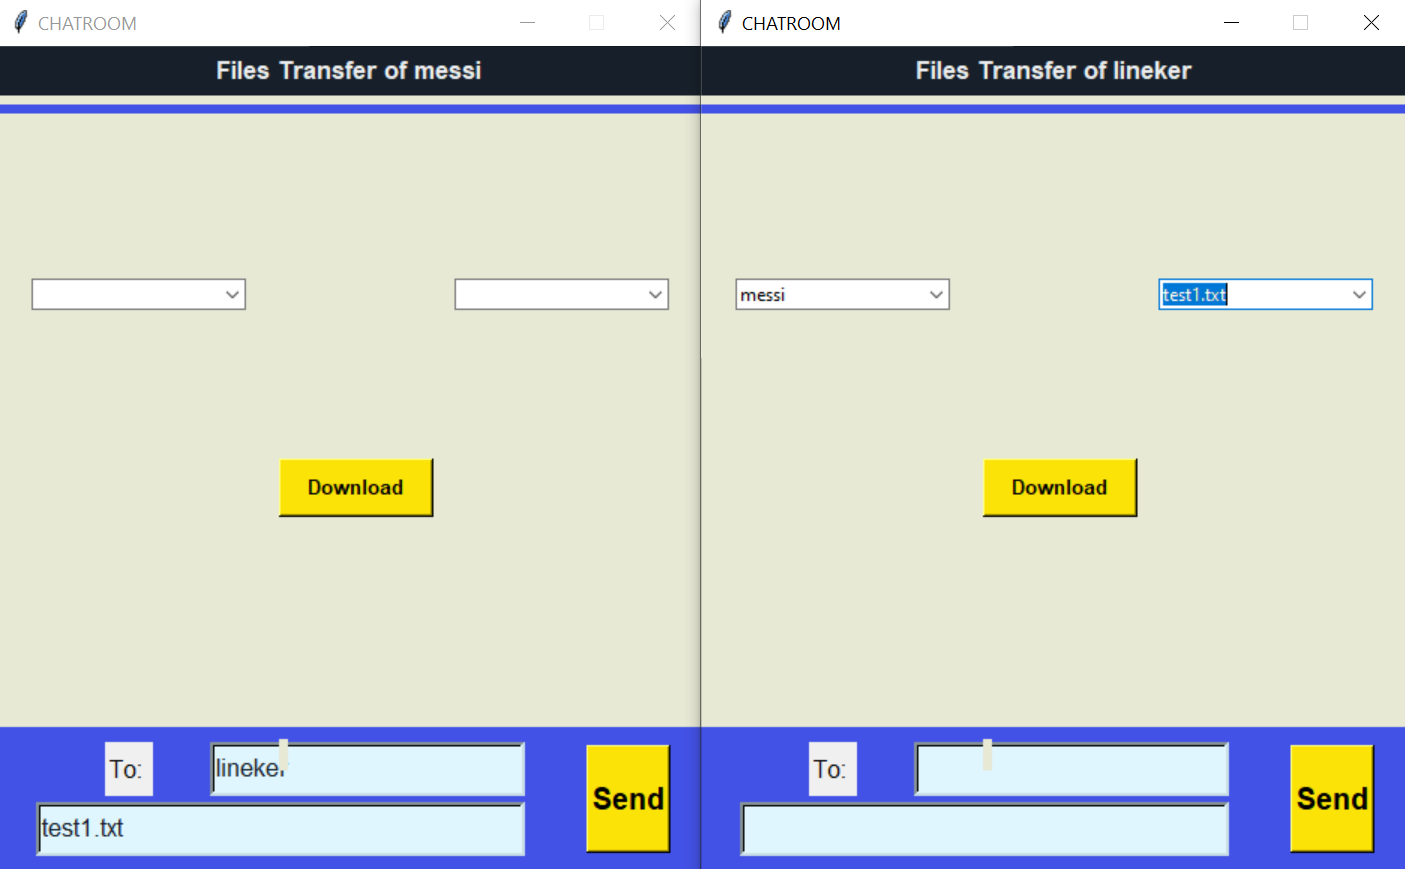 CHATROOM
Files Transfer of messi
Download
To:
lineker
test1.txt
Send
CHATROOM
Files Transfer of lineker
messi
test1.txt
Download
To:
Send